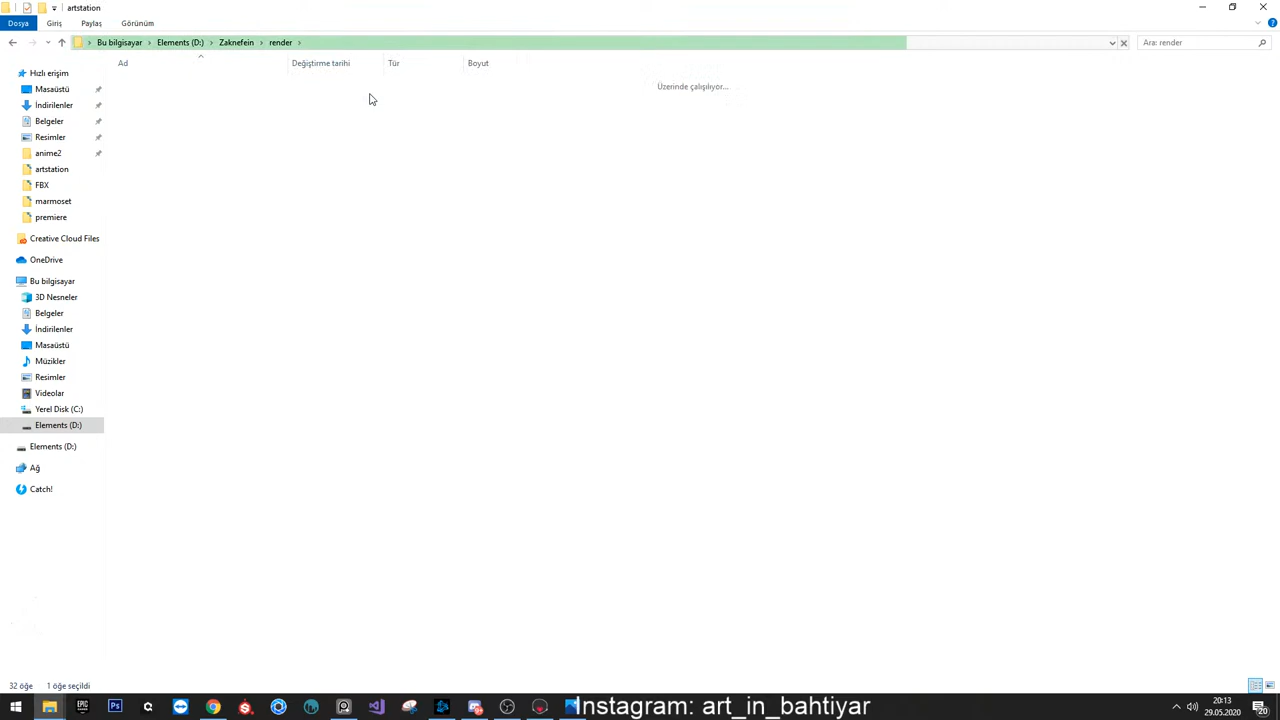 artstation
Dosya Giriş Paylaş Görünüm
Bu bilgisayar Elements (D:) Zaknefein render
Ara: render
Ad Değiştirme tarihi Tür Boyut
Üzerinde çalışılıyor...
Hızlı erişim
Masaüstü
İndirilenler
Belgeler
Resimler
anime2
artstation
FBX
marmoset
premiere
Creative Cloud Files
OneDrive
Bu bilgisayar
3D Nesneler
Belgeler
İndirilenler
Masaüstü
Müzikler
Resimler
Videolar
Yerel Disk (C:)
Elements (D:)
Elements (D:)
Ağ
Catch!
32 öğe 1 öğe seçildi
EPIC
Ps
Instagram: art_in_bahtiyar
20:13
29.05.2020
20